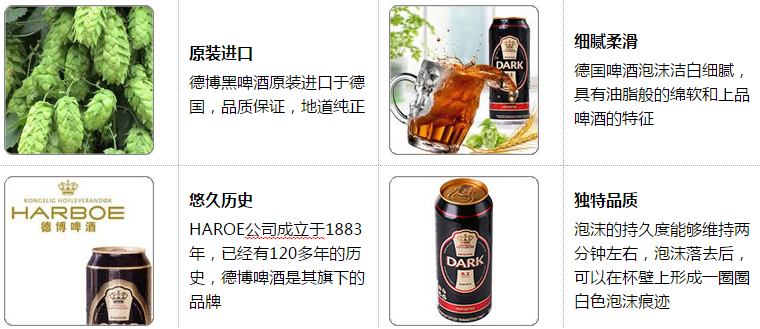 原装进口
德博黑啤酒原装进口于德
国，品质保证，地道纯正
DARK
细腻柔滑
德国啤酒泡沫洁白细腻，
具有油脂般的绵软和上品
啤酒的特征
KONGELIG HOFLEVERANDØR
HARBOE
德博啤酒
悠久历史
HAROE公司成立于1883
年，已经有120多年的历
史，德博啤酒是其旗下的
品牌
DARK
5.2
独特品质
泡沫的持久度能够维持两
分钟左右，泡沫落去后，
可以在杯壁上形成一圈圈
白色泡沫痕迹